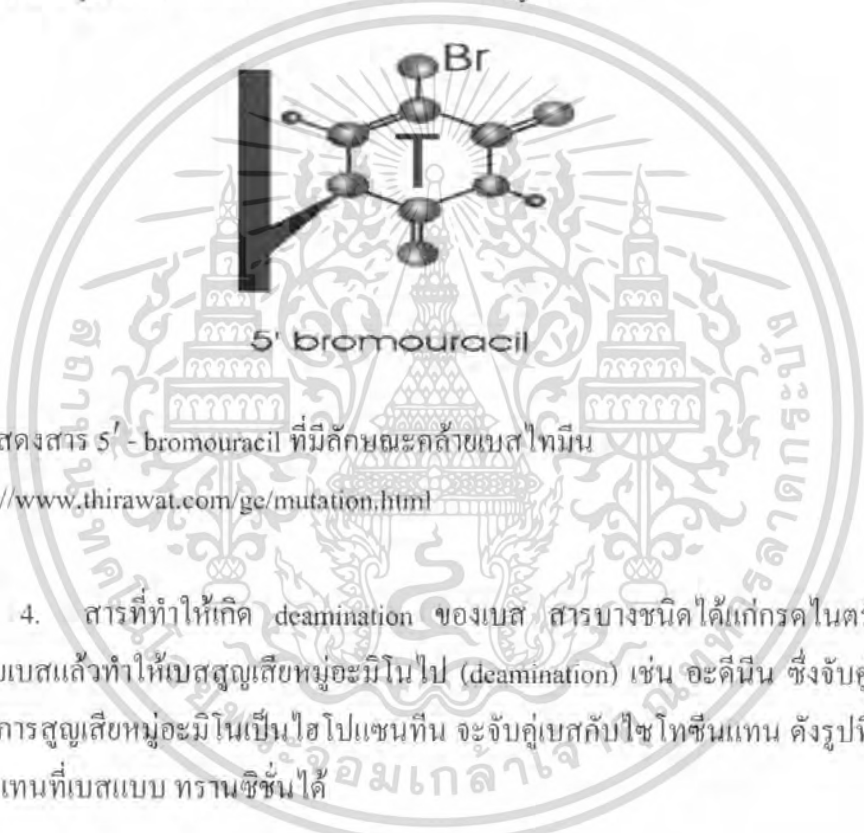 Br
T
5' bromouracil
สดงสาร 5′ - bromouracil ที่มีลักษณะคล้ายเบสไทมีน
//www.thirawat.com/ge/mutation.html
4. สารที่ทำให้เกิด deamination ของเบส สารบางชนิดได้แก่กรดไนตร
บเบสแล้วทำให้เบสสูญเสียหมู่อะมิโนไป (deamination) เช่น อะดีนีน ซึ่งจับคู่
การสูญเสียหมู่อะมิโนเป็นไฮโปแซนทีน จะจับคู่เบสกับไซโทซีนแทน ดังรูปที่
แทนที่เบสแบบ ทรานซิชั่นได้